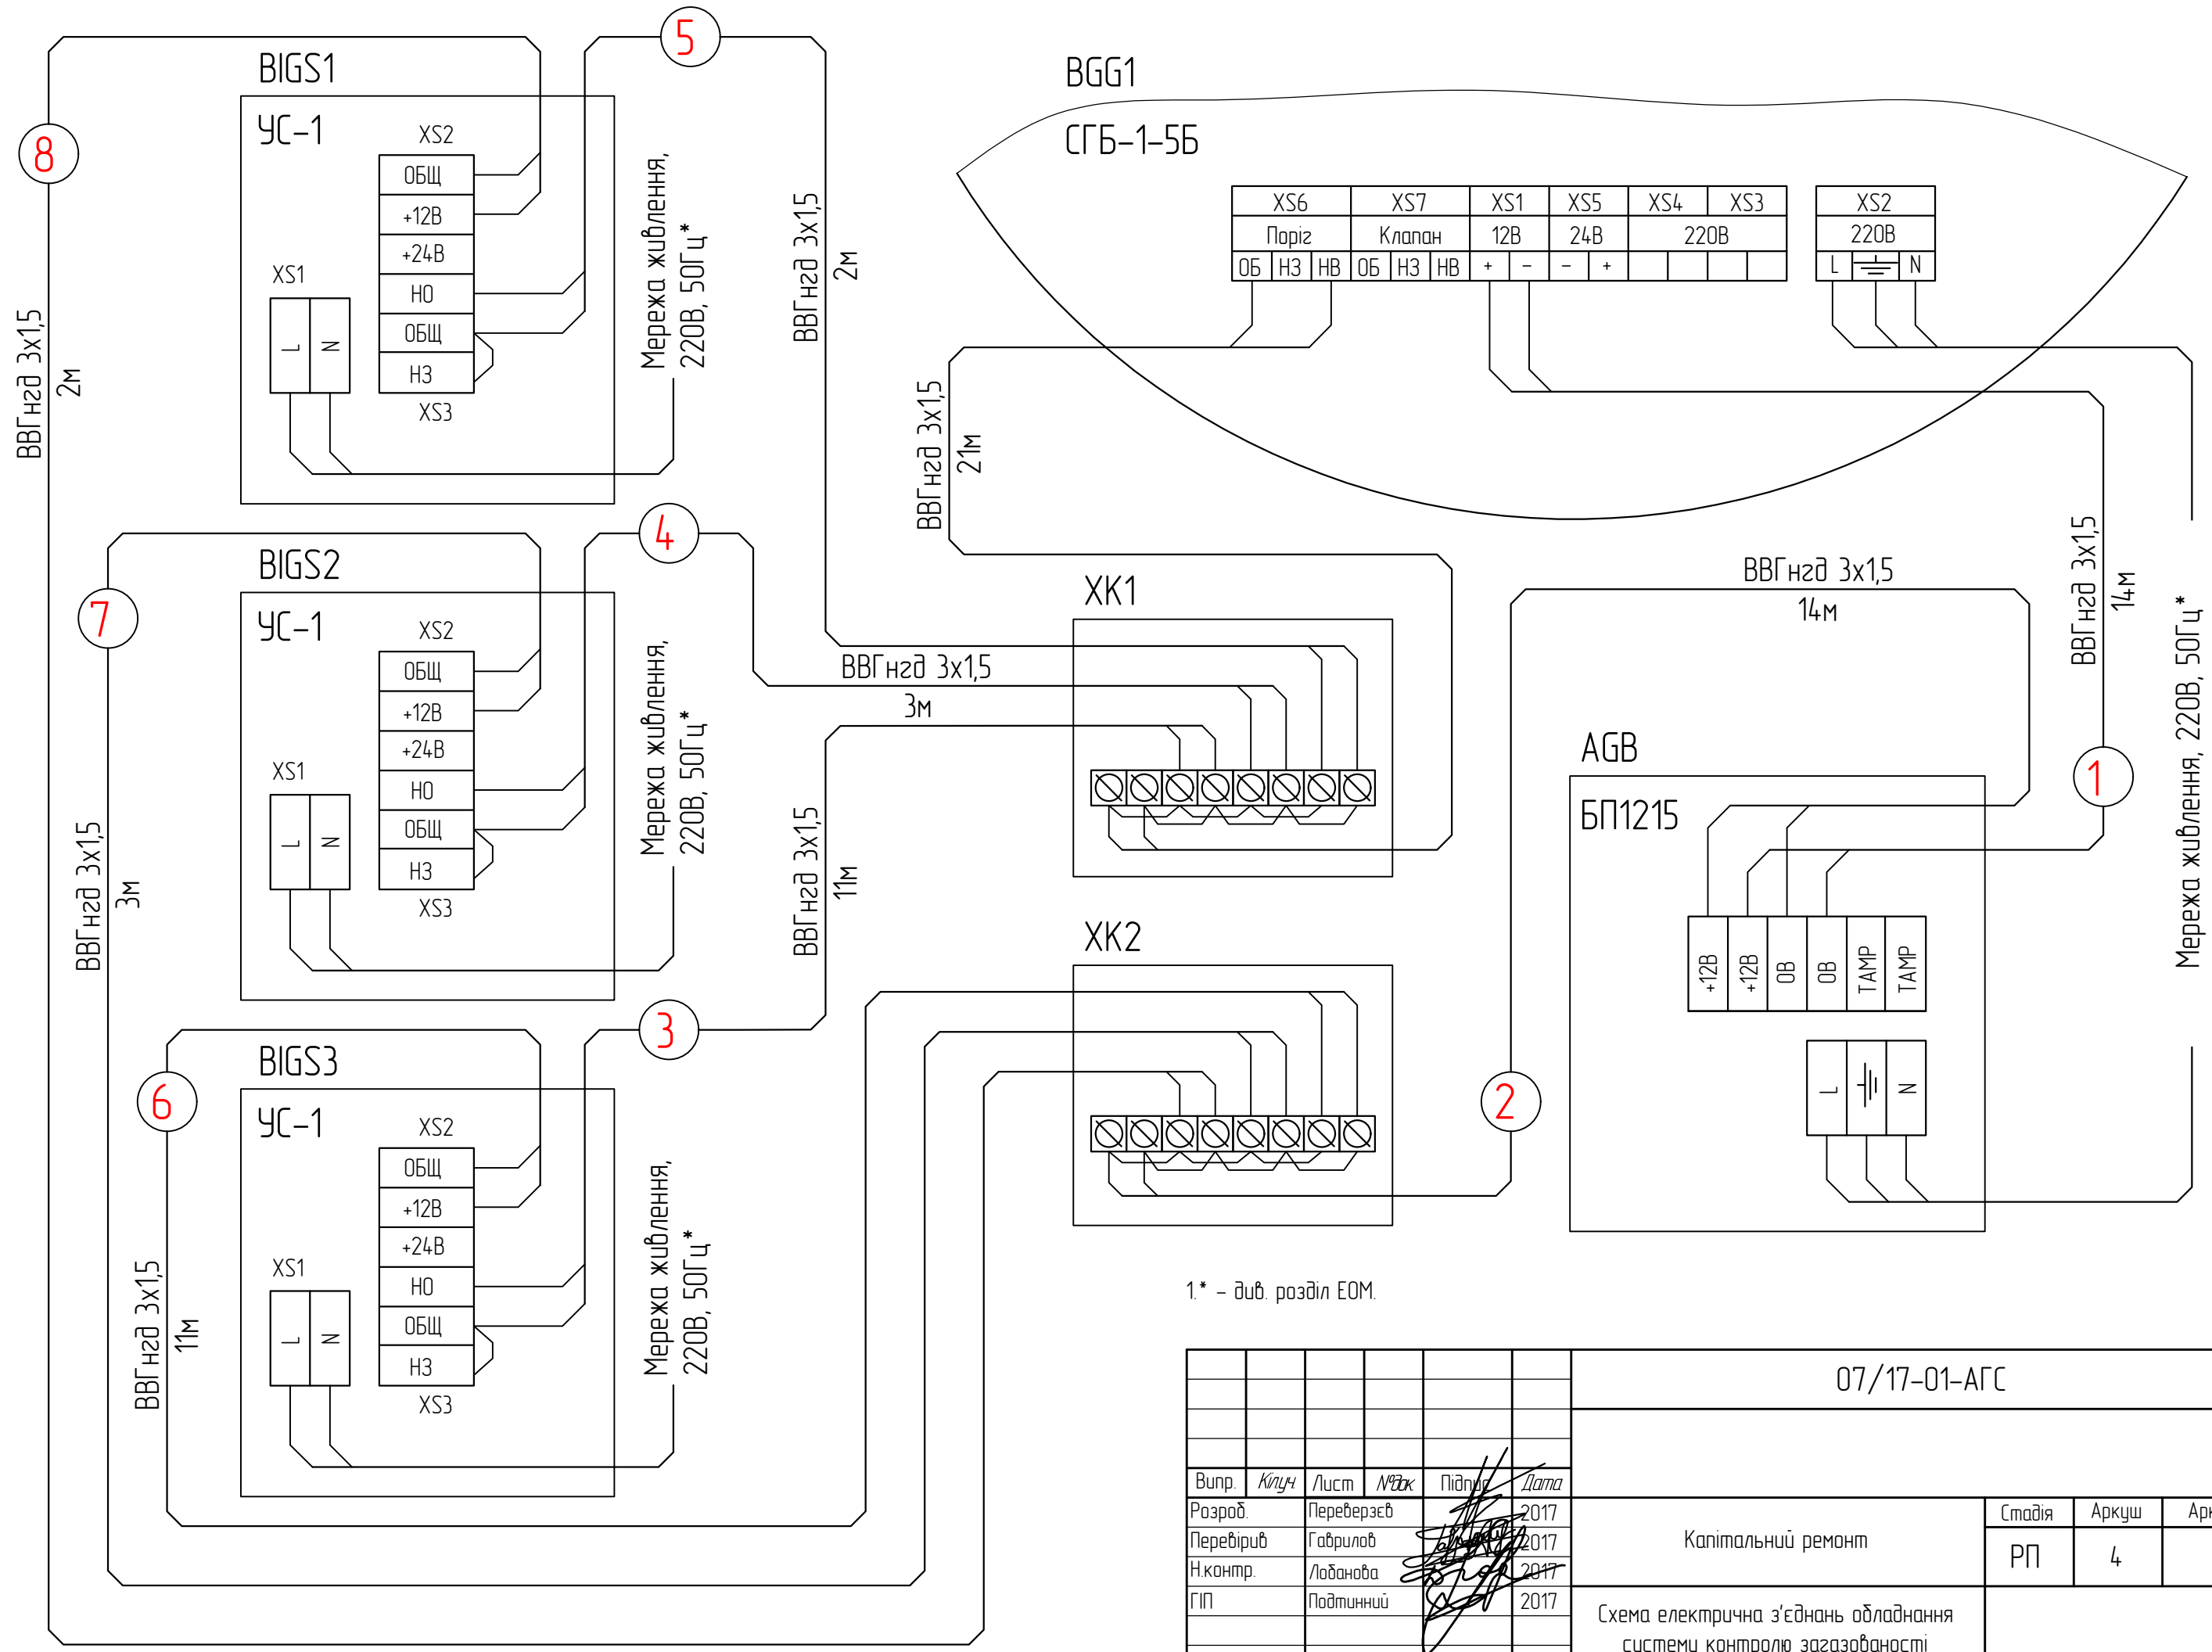 5
BIGS1
BGG1
УС-1
XS2
СГБ-1-5Б
8
ОБЩ
+12В
+24В
НО
ОБЩ
НЗ
XS3
XS1
L
N
Мережа живлення,
220В, 50Гц*
ВВГнгд 3х1,5
2м
ВВГнгд 3х1,5
2м
XS6
XS7
XS1
XS5
XS4
XS3
XS2
Поріг
Клапан
12В
24В
220В
220В
ОБ
НЗ
НВ
ОБ
НЗ
НВ
+
-
-
+
L
N
ВВГнгд 3х1,5
21м
4
BIGS2
7
УС-1
XS2
ОБЩ
+12В
+24В
НО
ОБЩ
НЗ
XS3
XS1
L
N
Мережа живлення,
220В, 50Гц*
ВВГнгд 3х1,5
3м
XK1
ВВГнгд 3х1,5
3м
ВВГнгд 3х1,5
11м
ВВГнгд 3х1,5
14м
ВВГнгд 3х1,5
14м
1
Мережа живлення, 220В, 50Гц*
AGB
БП1215
+12В
+12В
0В
0В
ТАМР
ТАМР
L
N
XK2
2
3
BIGS3
6
УС-1
XS2
ОБЩ
+12В
+24В
НО
ОБЩ
НЗ
XS3
XS1
L
N
Мережа живлення,
220В, 50Гц*
ВВГнгд 3х1,5
11м
1.* – див. розділ ЕОМ.
07/17-01-АГС
Випр.
Кілуч
Лист
№док
Підпис
Дата
Розроб.
Переверзєв
2017
Перевірив
Гаврилов
2017
Н.контр.
Лобанова
2017
ГІП
Подтинний
2017
Капітальний ремонт
Стадія
Аркуш
РП
4
Схема електрична з'єднань обладнання
системи контролю загазованості